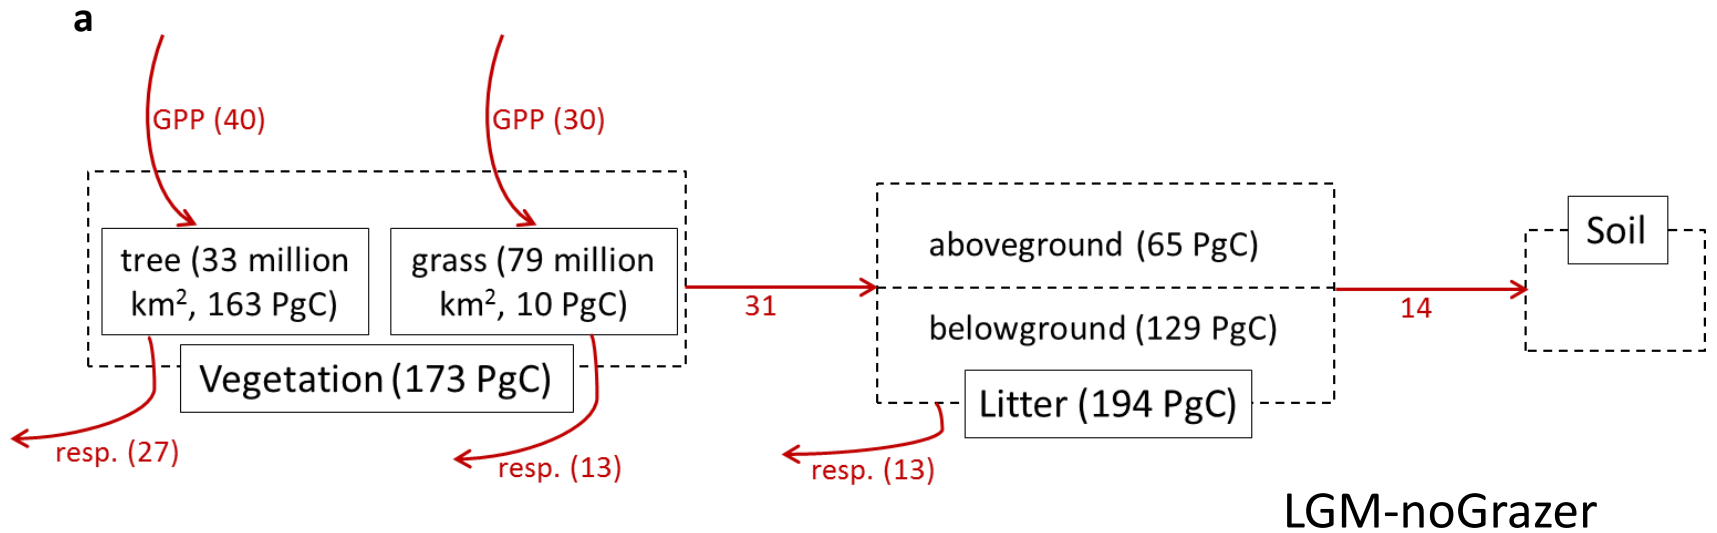 a
GPP (40)
GPP (30)
tree (33 million
km², 163 PgC)
grass (79 million
km², 10 PgC)
Vegetation (173 PgC)
resp. (27)
resp. (13)
31
aboveground (65 PgC)
belowground (129 PgC)
Litter (194 PgC)
resp. (13)
14
Soil
LGM-noGrazer